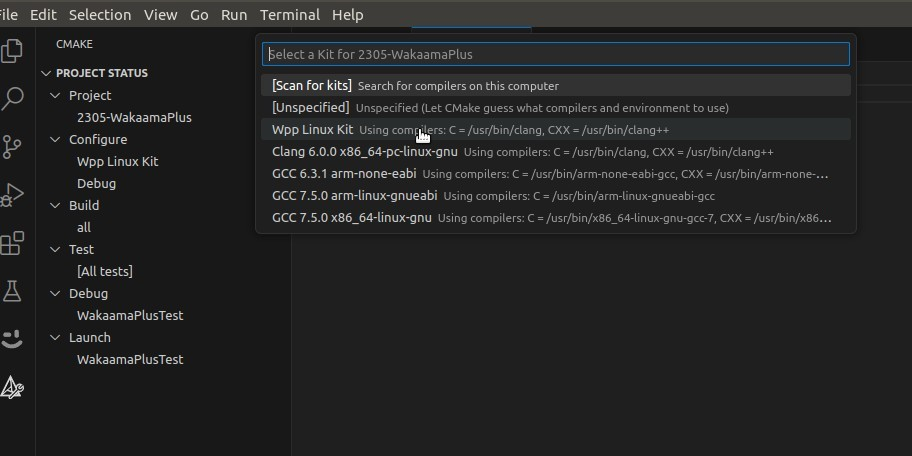 File Edit Selection View Go Run Terminal Help
CMAKE
PROJECT STATUS
Project
2305-WakaamaPlus
Configure
Wpp Linux Kit
Debug
Build
all
Test
[All tests]
Debug
WakaamaPlusTest
Launch
WakaamaPlusTest
Select a Kit for 2305-WakaamaPlus
[Scan for kits] Search for compilers on this computer
[Unspecified] Unspecified (Let CMake guess what compilers and environment to use)
Wpp Linux Kit Using compilers: C = /usr/bin/clang, CXX = /usr/bin/clang++
Clang 6.0.0 x86_64-pc-linux-gnu Using compilers: C = /usr/bin/clang, CXX = /usr/bin/clang++
GCC 6.3.1 arm-none-eabi Using compilers: C = /usr/bin/arm-none-eabi-gcc, CXX = /usr/bin/arm-none-...
GCC 7.5.0 arm-linux-gnueabi Using compilers: C = /usr/bin/arm-linux-gnueabi-gcc
GCC 7.5.0 x86_64-linux-gnu Using compilers: C = /usr/bin/x86_64-linux-gnu-gcc-7, CXX = /usr/bin/x86...